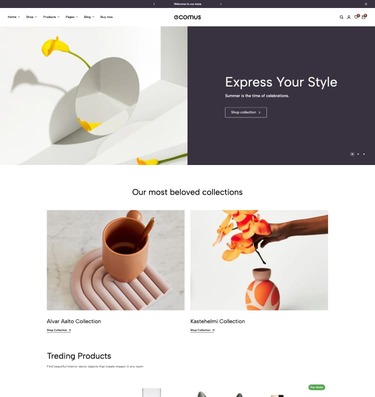 Welcome to our store
Home Shop Products Pages Blog Buy now
ecomus
Express Your Style
Summer is the time of celebrations.
Shop collection
Our most beloved collections
Alvar Aalto Collection
Shop Collection
Kastehelmi Collection
Shop Collection
Treding Products
Find beautiful interior decor objects that create impact in any room